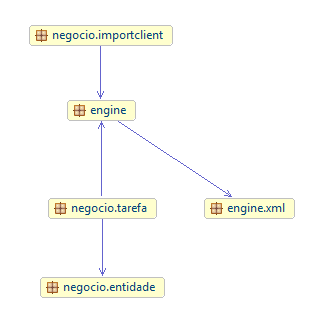 negocio.importclient
engine
negocio.tarefa
engine.xml
negocio.entidade